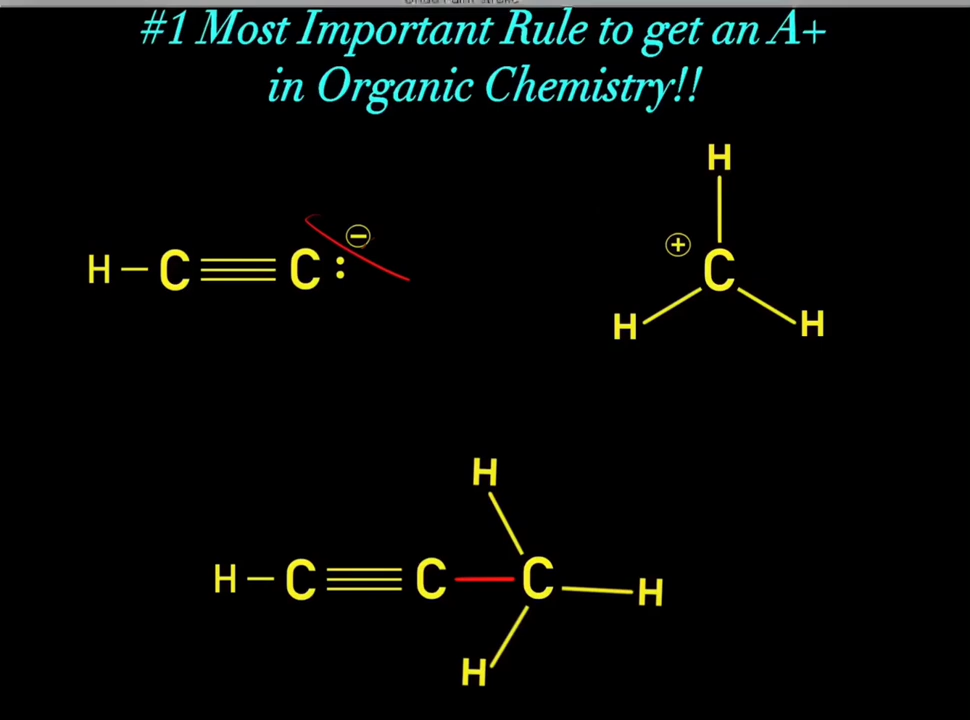 #1 Most Important Rule to get an A+
in Organic Chemistry!!
H
H–C≡C:⊖
⊕
C
H
H
H
H–C≡C–C
H
H